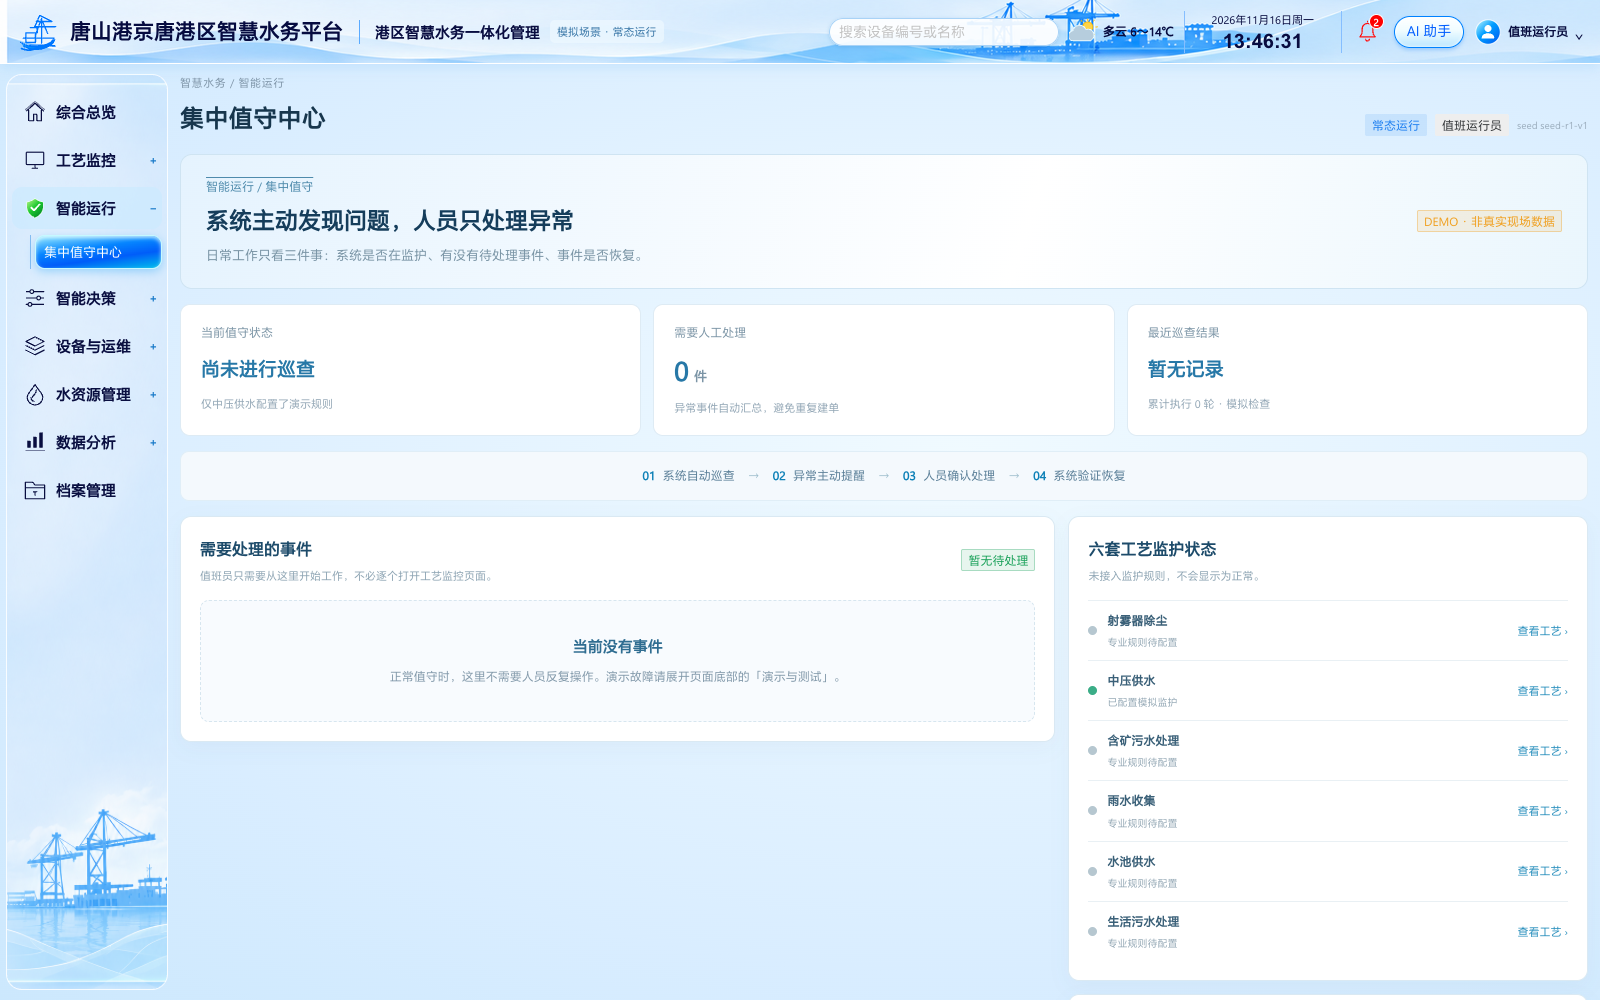 唐山港京唐港区智慧水务平台
港区智慧水务一体化管理
模拟场景 · 常态运行
搜索设备编号或名称
多云 6~14℃
2026年11月16日周一
13:46:31
2
AI 助手
值班运行员
综合总览
工艺监控 +
智能运行 −
集中值守中心
智能决策 +
设备与运维 +
水资源管理 +
数据分析 +
档案管理
智慧水务 / 智能运行
集中值守中心
常态运行
值班运行员
seed seed-r1-v1
智能运行 / 集中值守
系统主动发现问题，人员只处理异常
日常工作只看三件事：系统是否在监护、有没有待处理事件、事件是否恢复。
DEMO · 非真实现场数据
当前值守状态
尚未进行巡查
仅中压供水配置了演示规则
需要人工处理
0 件
异常事件自动汇总，避免重复建单
最近巡查结果
暂无记录
累计执行 0 轮 · 模拟检查
01 系统自动巡查 → 02 异常主动提醒 → 03 人员确认处理 → 04 系统验证恢复
需要处理的事件
值班员只需要从这里开始工作，不必逐个打开工艺监控页面。
暂无待处理
当前没有事件
正常值守时，这里不需要人员反复操作。演示故障请展开页面底部的「演示与测试」。
六套工艺监护状态
未接入监护规则，不会显示为正常。
射雾器除尘
专业规则待配置
查看工艺 ›
中压供水
已配置模拟监护
查看工艺 ›
含矿污水处理
专业规则待配置
查看工艺 ›
雨水收集
专业规则待配置
查看工艺 ›
水池供水
专业规则待配置
查看工艺 ›
生活污水处理
专业规则待配置
查看工艺 ›